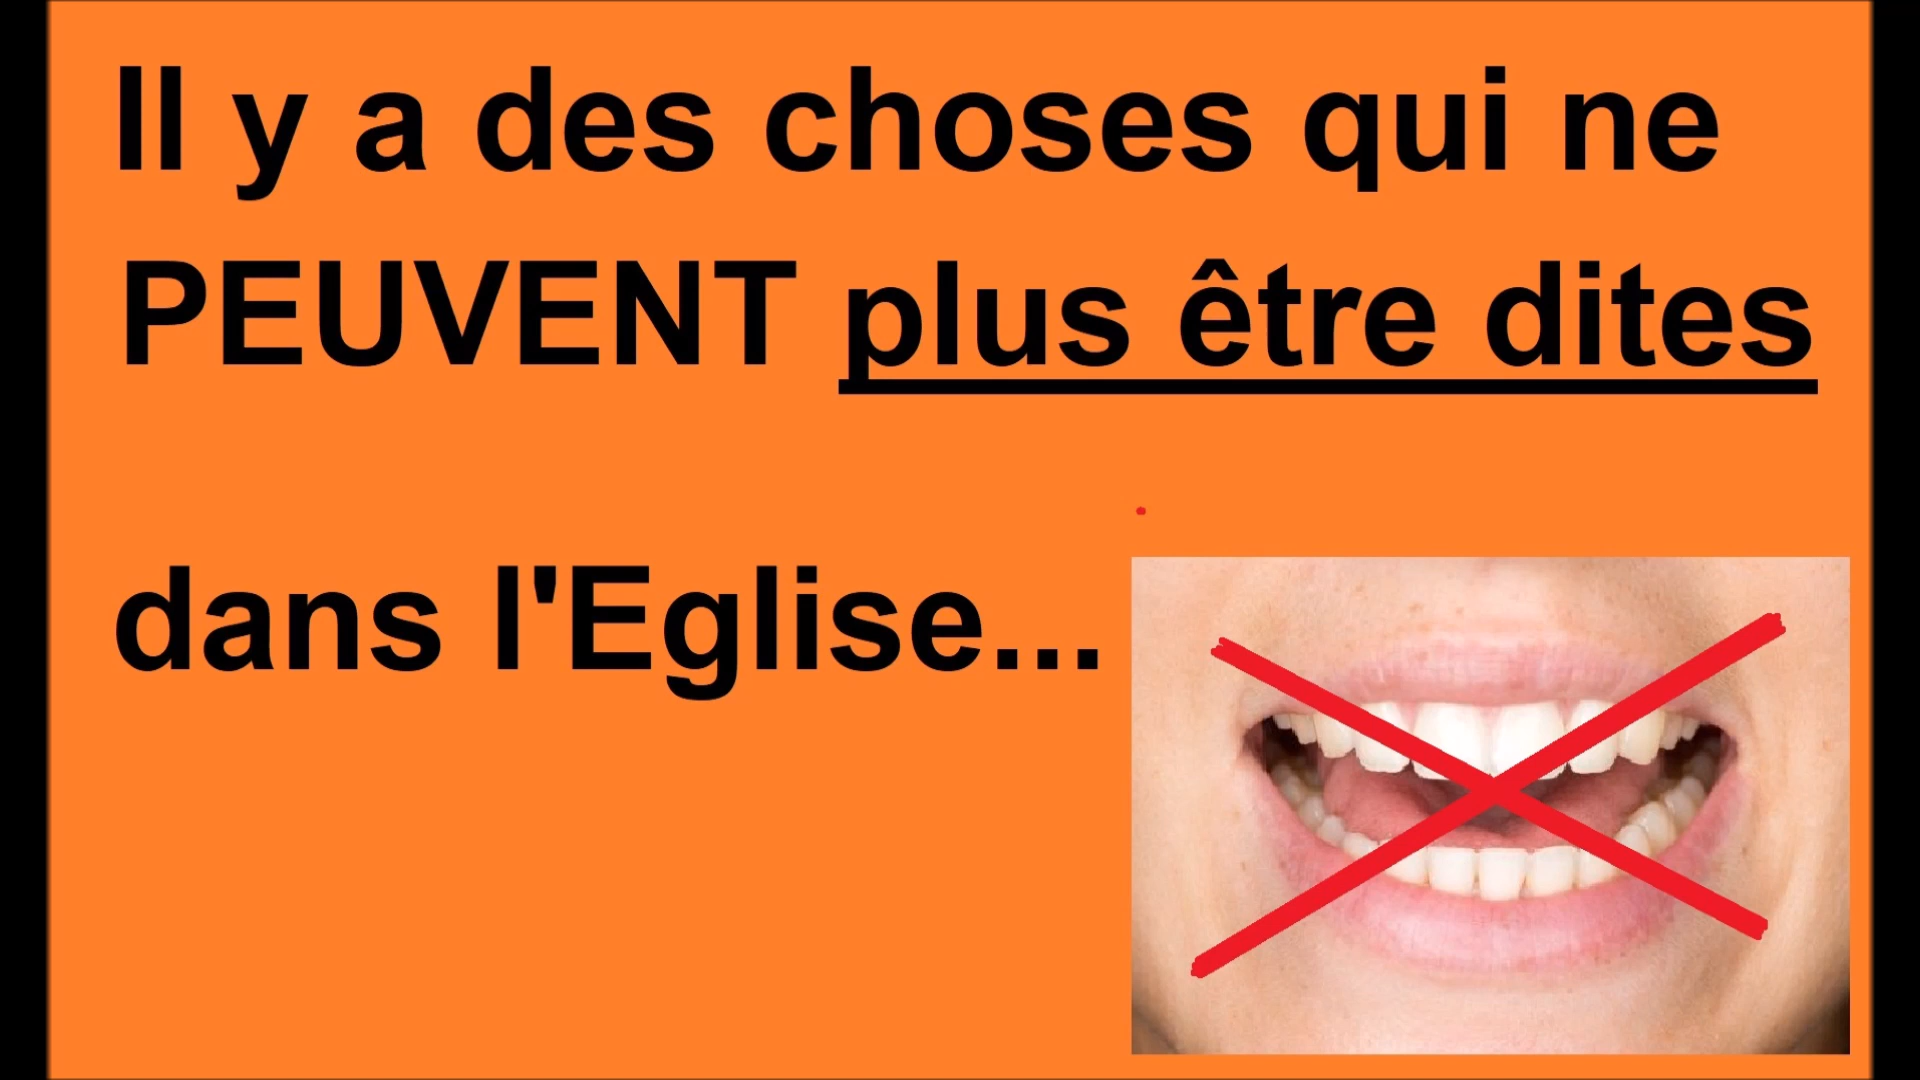 Il y a des choses qui ne
PEUVENT plus être dites
dans l'Eglise...